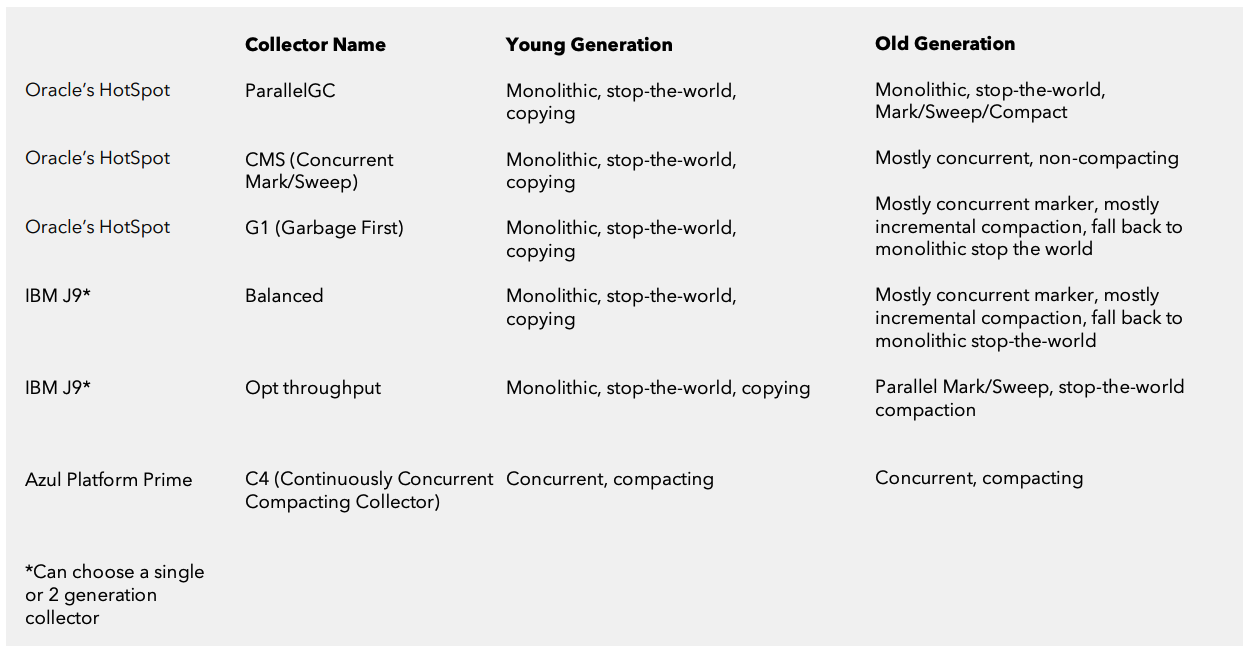 Collector Name Young Generation Old Generation
Oracle’s HotSpot ParallelGC Monolithic, stop-the-world, Monolithic, stop-the-world,
copying Mark/Sweep/Compact
Oracle’s HotSpot CMS (Concurrent Monolithic, stop-the-world, Mostly concurrent, non-compacting
Mark/Sweep) copying
Mostly concurrent marker, mostly
Oracle’s HotSpot G1 (Garbage First) Monolithic, stop-the-world, incremental compaction, fall back to
copying monolithic stop the world
IBM J9* Balanced Monolithic, stop-the-world, Mostly concurrent marker, mostly
copying incremental compaction, fall back to
monolithic stop-the-world
IBM J9* Opt throughput Monolithic, stop-the-world, copying Parallel Mark/Sweep, stop-the-world
compaction
Azul Platform Prime C4 (Continuously Concurrent Concurrent, compacting Concurrent, compacting
Compacting Collector)
*Can choose a single
or 2 generation
collector